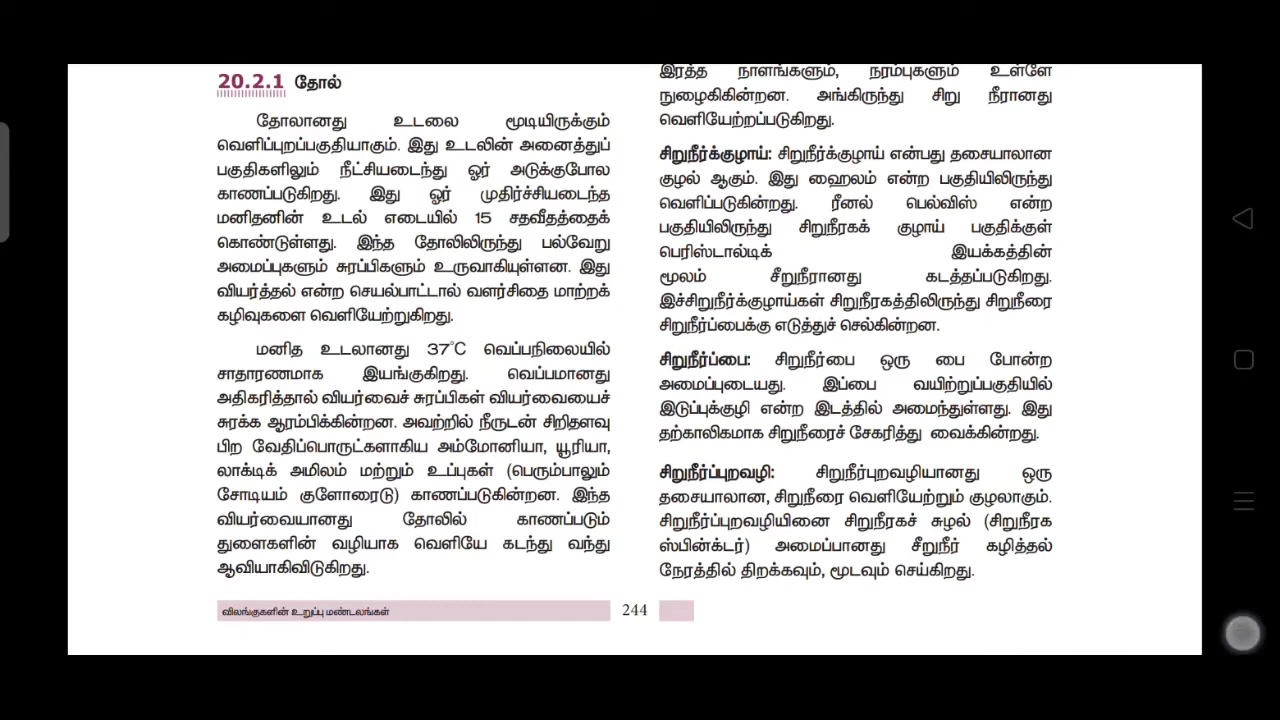 20.2.1 தோல்
தோலானது உடலை மூடியிருக்கும்
வெளிப்புறப்பகுதியாகும். இது உடலின் அனைத்துப்
பகுதிகளிலும் நீட்சியடைந்து ஓர் அடுக்குபோல
காணப்படுகிறது. இது ஓர் முதிர்ச்சியடைந்த
மனிதனின் உடல் எடையில் 15 சதவீதத்தைக்
கொண்டுள்ளது. இந்த தோலிலிருந்து பல்வேறு
அமைப்புகளும் சுரப்பிகளும் உருவாகியுள்ளன. இது
வியர்த்தல் என்ற செயல்பாட்டால் வளர்சிதை மாற்றக்
கழிவுகளை வெளியேற்றுகிறது.
மனித உடலானது 37°C வெப்பநிலையில்
சாதாரணமாக இயங்குகிறது. வெப்பமானது
அதிகரித்தால் வியர்வைச் சுரப்பிகள் வியர்வையைச்
சுரக்க ஆரம்பிக்கின்றன. அவற்றில் நீருடன் சிறிதளவு
பிற வேதிப்பொருட்களாகிய அம்மோனியா, யூரியா,
லாக்டிக் அமிலம் மற்றும் உப்புகள் (பெரும்பாலும்
சோடியம் குளோரைடு) காணப்படுகின்றன. இந்த
வியர்வையானது தோலில் காணப்படும்
துளைகளின் வழியாக வெளியே கடந்து வந்து
ஆவியாகிவிடுகிறது.
இரத்த நாளங்களும், நரம்புகளும் உள்ளே
நுழைகிகின்றன. அங்கிருந்து சிறு நீரானது
வெளியேற்றப்படுகிறது.
சிறுநீர்க்குழாய்: சிறுநீர்க்குழாய் என்பது தசையாலான
குழல் ஆகும். இது ஹைலம் என்ற பகுதியிலிருந்து
வெளிப்படுகின்றது. ரீனல் பெல்விஸ் என்ற
பகுதியிலிருந்து சிறுநீரகக் குழாய் பகுதிக்குள்
பெரிஸ்டால்டிக் இயக்கத்தின்
மூலம் சீறுநீரானது கடத்தப்படுகிறது.
இச்சிறுநீர்க்குழாய்கள் சிறுநீரகத்திலிருந்து சிறுநீரை
சிறுநீர்ப்பைக்கு எடுத்துச் செல்கின்றன.
சிறுநீர்ப்பை: சிறுநீர்பை ஒரு பை போன்ற
அமைப்புடையது. இப்பை வயிற்றுப்பகுதியில்
இடுப்புக்குழி என்ற இடத்தில் அமைந்துள்ளது. இது
தற்காலிகமாக சிறுநீரைச் சேகரித்து வைக்கின்றது.
சிறுநீர்ப்புறவழி: சிறுநீர்புறவழியானது ஒரு
தசையாலான, சிறுநீரை வெளியேற்றும் குழலாகும்.
சிறுநீர்ப்புறவழியினை சிறுநீரகச் சுழல் (சிறுநீரக
ஸ்பின்க்டர்) அமைப்பானது சீறுநீர் கழித்தல்
நேரத்தில் திறக்கவும், மூடவும் செய்கிறது.
விலங்குகளின் உறுப்பு மண்டலங்கள் 244